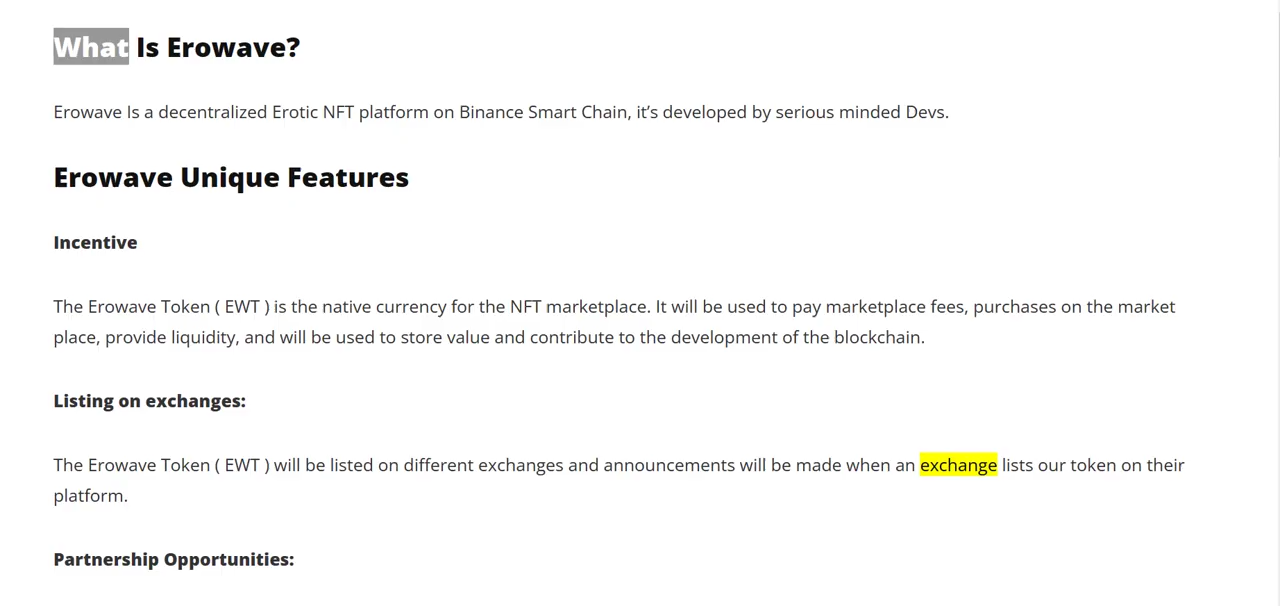 What Is Erowave?
Erowave Is a decentralized Erotic NFT platform on Binance Smart Chain, it’s developed by serious minded Devs.
Erowave Unique Features
Incentive
The Erowave Token ( EWT ) is the native currency for the NFT marketplace. It will be used to pay marketplace fees, purchases on the market
place, provide liquidity, and will be used to store value and contribute to the development of the blockchain.
Listing on exchanges:
The Erowave Token ( EWT ) will be listed on different exchanges and announcements will be made when an exchange lists our token on their
platform.
Partnership Opportunities: